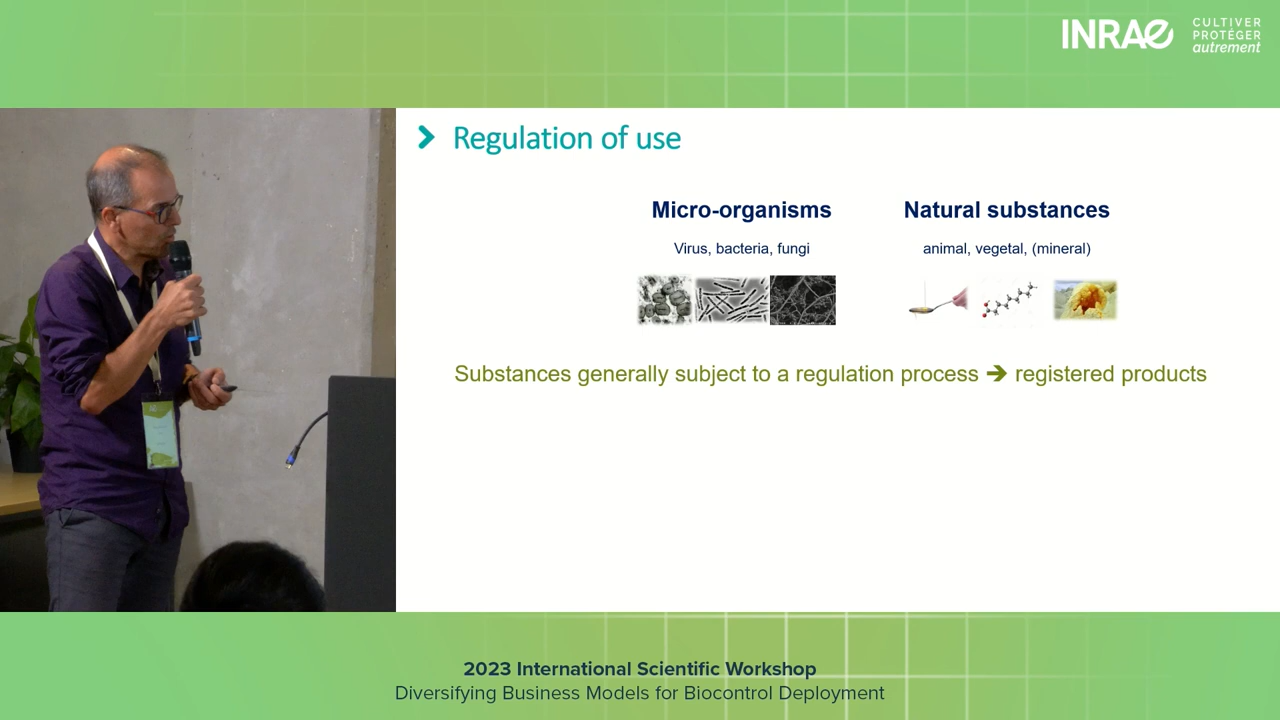 INRAE
CULTIVER
PROTÉGER
autrement
Regulation of use
Micro-organisms
Natural substances
Virus, bacteria, fungi
animal, vegetal, (mineral)
Substances generally subject to a regulation process ➔ registered products
2023 International Scientific Workshop
Diversifying Business Models for Biocontrol Deployment